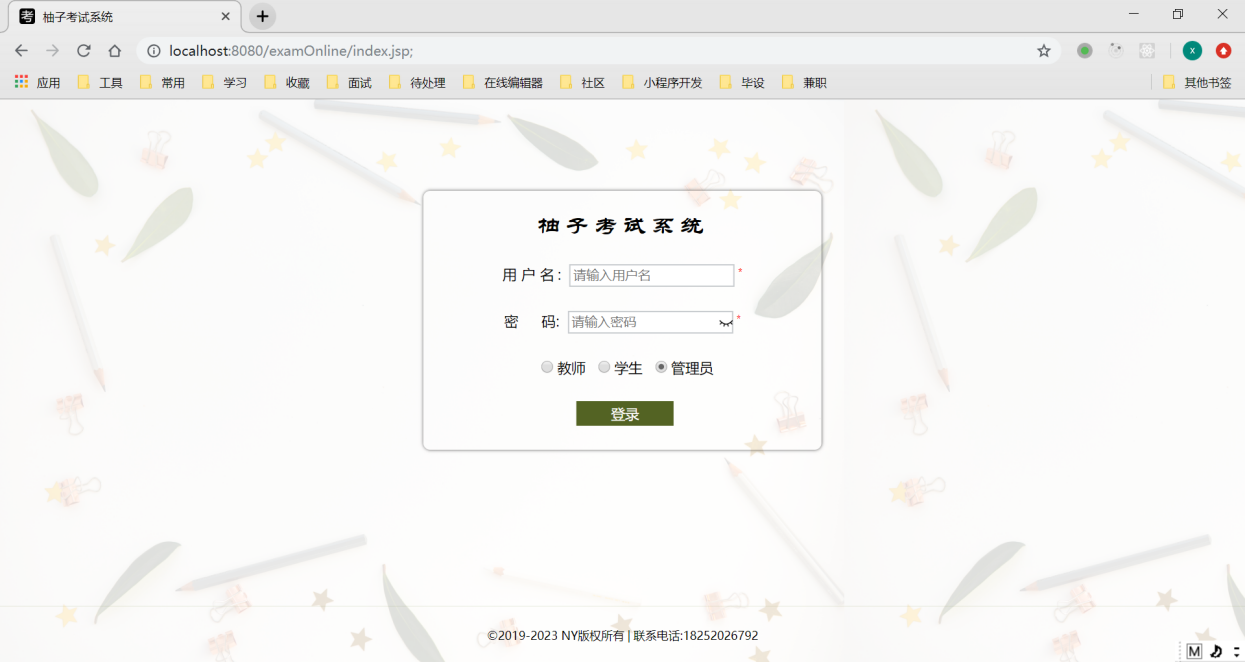 考 柚子考试系统
localhost:8080/examOnline/index.jsp;
X
应用 工具 常用 学习 收藏 面试 待处理 在线编辑器 社区 小程序开发 毕设 兼职 其他书签
柚子考试系统
用 户 名： 请输入用户名 *
密 码: 请输入密码 *
教师 学生 管理员
登录
©2019-2023 NY版权所有 | 联系电话:18252026792
M